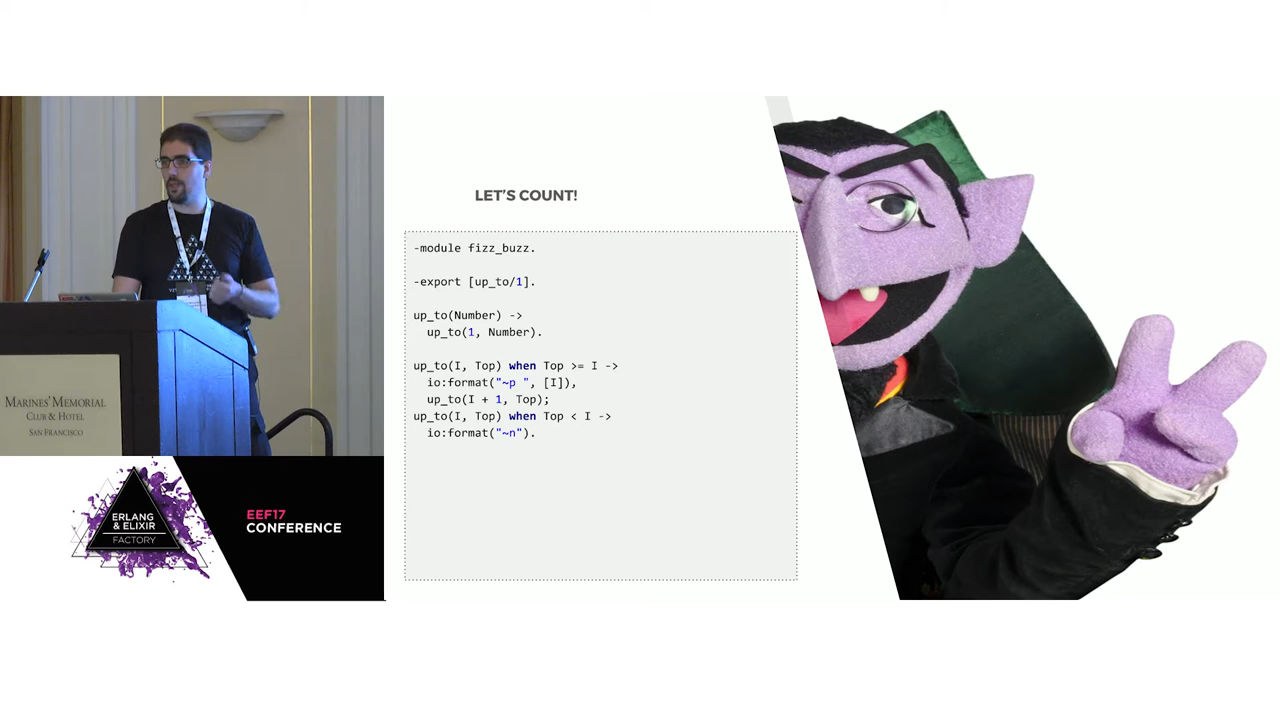 MARINES' MEMORIAL
CLUB & HOTEL
SAN FRANCISCO
ERLANG
& ELIXIR
FACTORY
EEF17
CONFERENCE
LET'S COUNT!
-module fizz_buzz.
-export [up_to/1].
up_to(Number) ->
  up_to(1, Number).
up_to(I, Top) when Top >= I ->
  io:format("~p ", [I]),
  up_to(I + 1, Top);
up_to(I, Top) when Top < I ->
  io:format("~n").